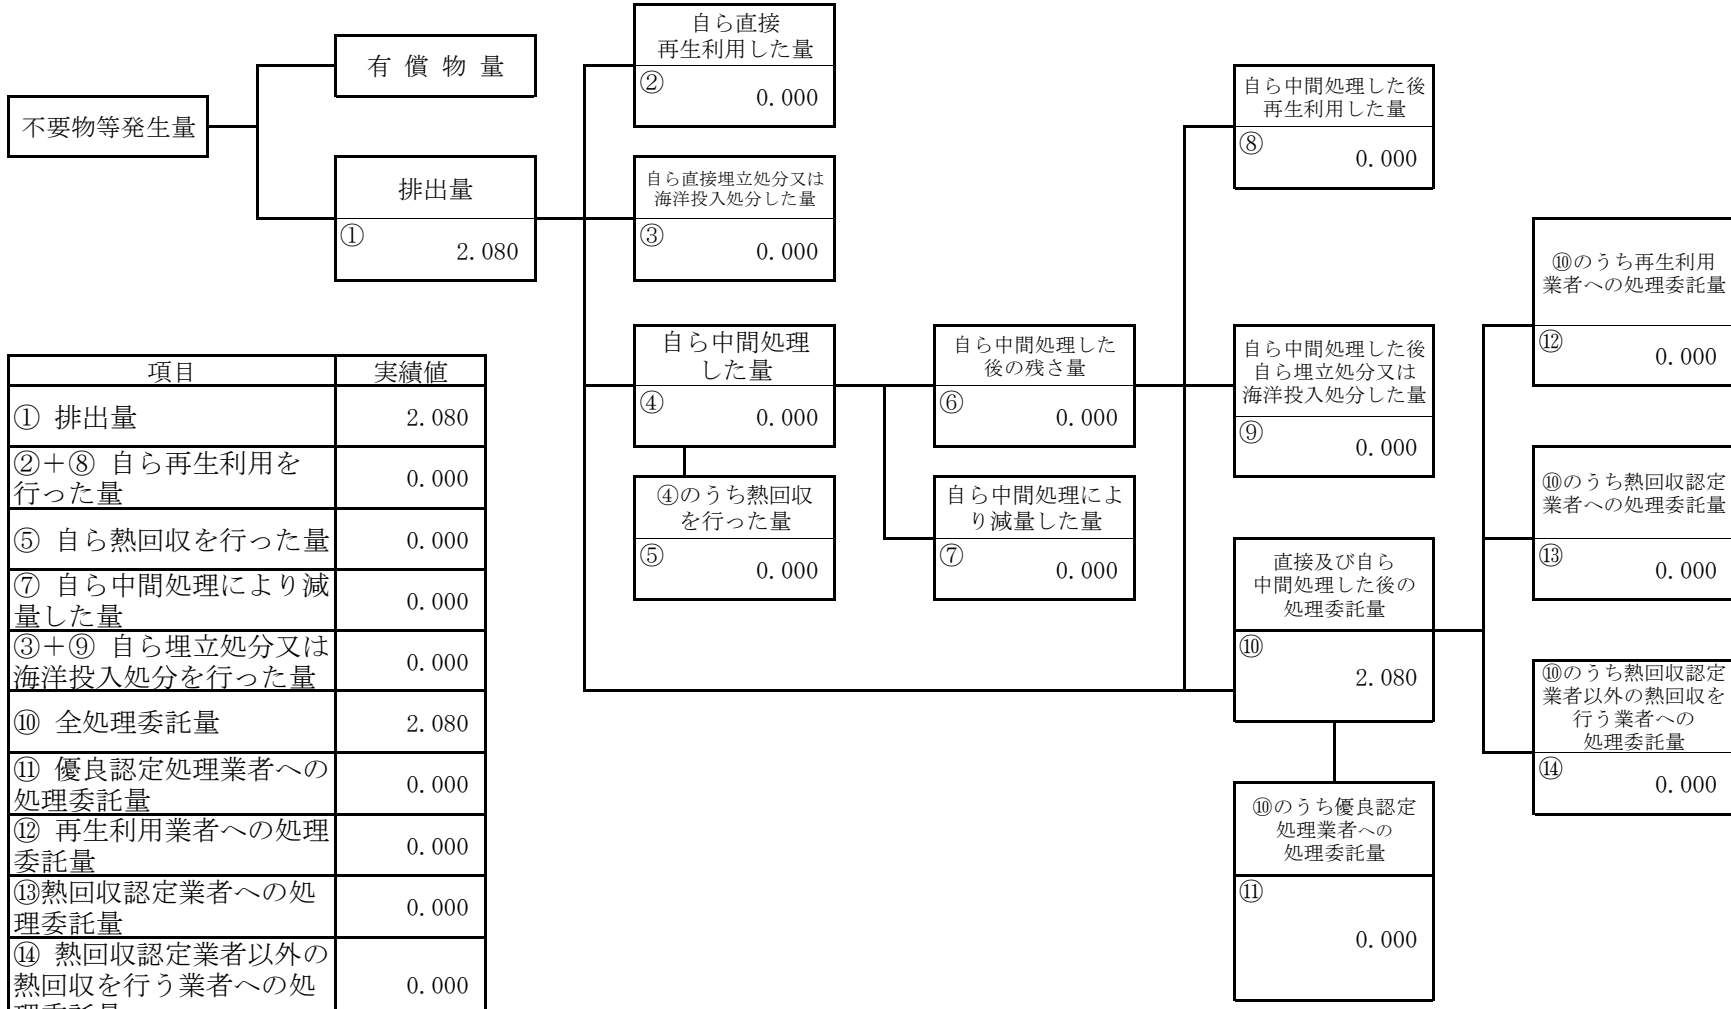 不要物等発生量
有 償 物 量
排出量
①
2.080
自ら直接
再生利用した量
②
0.000
自ら直接埋立処分又は
海洋投入処分した量
③
0.000
自ら中間処理
した量
④
0.000
④のうち熱回収
を行った量
⑤
0.000
自ら中間処理した
後の残さ量
⑥
0.000
自ら中間処理によ
り減量した量
⑦
0.000
自ら中間処理した後
再生利用した量
⑧
0.000
自ら中間処理した後
自ら埋立処分又は
海洋投入処分した量
⑨
0.000
直接及び自ら
中間処理した後の
処理委託量
⑩
2.080
⑩のうち優良認定
処理業者への
処理委託量
⑪
0.000
⑩のうち再生利用
業者への処理委託量
⑫
0.000
⑩のうち熱回収認定
業者への処理委託量
⑬
0.000
⑩のうち熱回収認定
業者以外の熱回収を
行う業者への
処理委託量
⑭
0.000
項目 実績値
① 排出量 2.080
②+⑧ 自ら再生利用を
行った量 0.000
⑤ 自ら熱回収を行った量 0.000
⑦ 自ら中間処理により減
量した量 0.000
③+⑨ 自ら埋立処分又は
海洋投入処分を行った量 0.000
⑩ 全処理委託量 2.080
⑪ 優良認定処理業者への
処理委託量 0.000
⑫ 再生利用業者への処理
委託量 0.000
⑬熱回収認定業者への処
理委託量 0.000
⑭ 熱回収認定業者以外の
熱回収を行う業者への処 0.000